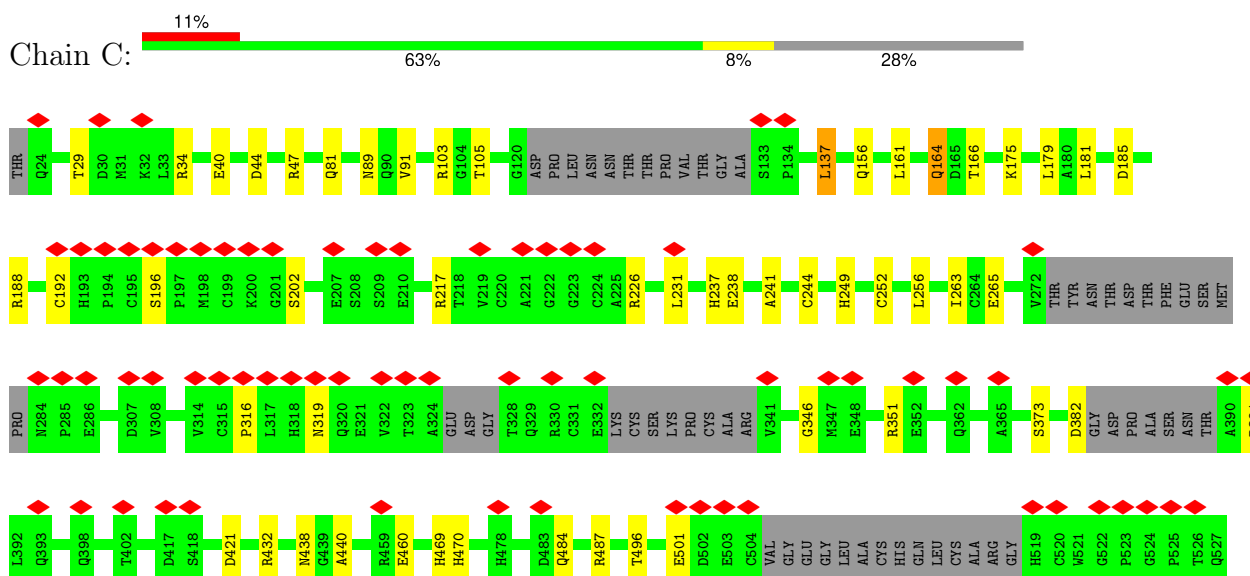 11%
Chain C:
63% 8% 28%
THR Q24 T29 D30 M31 K32 L33 R34 E40 D44 R47 Q81 N89 Q90 V91 R103 G104 T105 G120 ASP PRO LEU ASN ASN THR THR PRO VAL THR GLY ALA S133 P134 L137 Q156 L161 Q164 D165 T166 K175 L179 A180 L181 D185
R188 C192 H193 P194 C195 S196 P197 M198 C199 K200 G201 S202 E207 S208 S209 E210 R217 T218 V219 C220 A221 G222 G223 C224 A225 R226 L231 H237 E238 A241 C244 H249 C252 L256 I263 C264 E265 V272 THR TYR ASN THR ASP THR PHE GLU SER MET
PRO N284 P285 E286 D307 V308 V314 C315 P316 L317 H318 N319 Q320 E321 V322 T323 A324 GLU ASP GLY T328 Q329 R330 C331 E332 LYS CYS SER LYS PRO CYS ALA ARG V341 G346 M347 E348 R351 E352 Q362 A365 S373 D382 GLY ASP PRO ALA SER ASN THR A390
L392 Q393 Q398 T402 D417 S418 D421 R432 N438 G439 A440 R459 E460 H469 H470 H478 D483 Q484 R487 T496 E501 D502 E503 C504 VAL GLY GLU GLY LEU ALA CYS HIS GLN LEU CYS ALA ARG GLY H519 C520 W521 G522 P523 G524 P525 T526 Q527